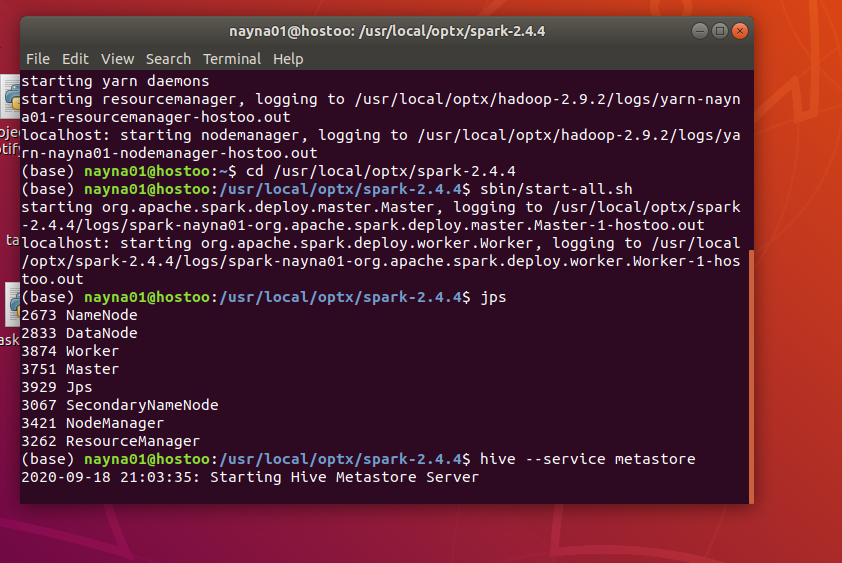 nayna01@hostoo: /usr/local/optx/spark-2.4.4
File Edit View Search Terminal Help
starting yarn daemons
starting resourcemanager, logging to /usr/local/optx/hadoop-2.9.2/logs/yarn-nayn
a01-resourcemanager-hostoo.out
localhost: starting nodemanager, logging to /usr/local/optx/hadoop-2.9.2/logs/ya
rn-nayna01-nodemanager-hostoo.out
(base) nayna01@hostoo:~$ cd /usr/local/optx/spark-2.4.4
(base) nayna01@hostoo:/usr/local/optx/spark-2.4.4$ sbin/start-all.sh
starting org.apache.spark.deploy.master.Master, logging to /usr/local/optx/spark
-2.4.4/logs/spark-nayna01-org.apache.spark.deploy.master.Master-1-hostoo.out
localhost: starting org.apache.spark.deploy.worker.Worker, logging to /usr/local
/optx/spark-2.4.4/logs/spark-nayna01-org.apache.spark.deploy.worker.Worker-1-hos
too.out
(base) nayna01@hostoo:/usr/local/optx/spark-2.4.4$ jps
2673 NameNode
2833 DataNode
3874 Worker
3751 Master
3929 Jps
3067 SecondaryNameNode
3421 NodeManager
3262 ResourceManager
(base) nayna01@hostoo:/usr/local/optx/spark-2.4.4$ hive --service metastore
2020-09-18 21:03:35: Starting Hive Metastore Server